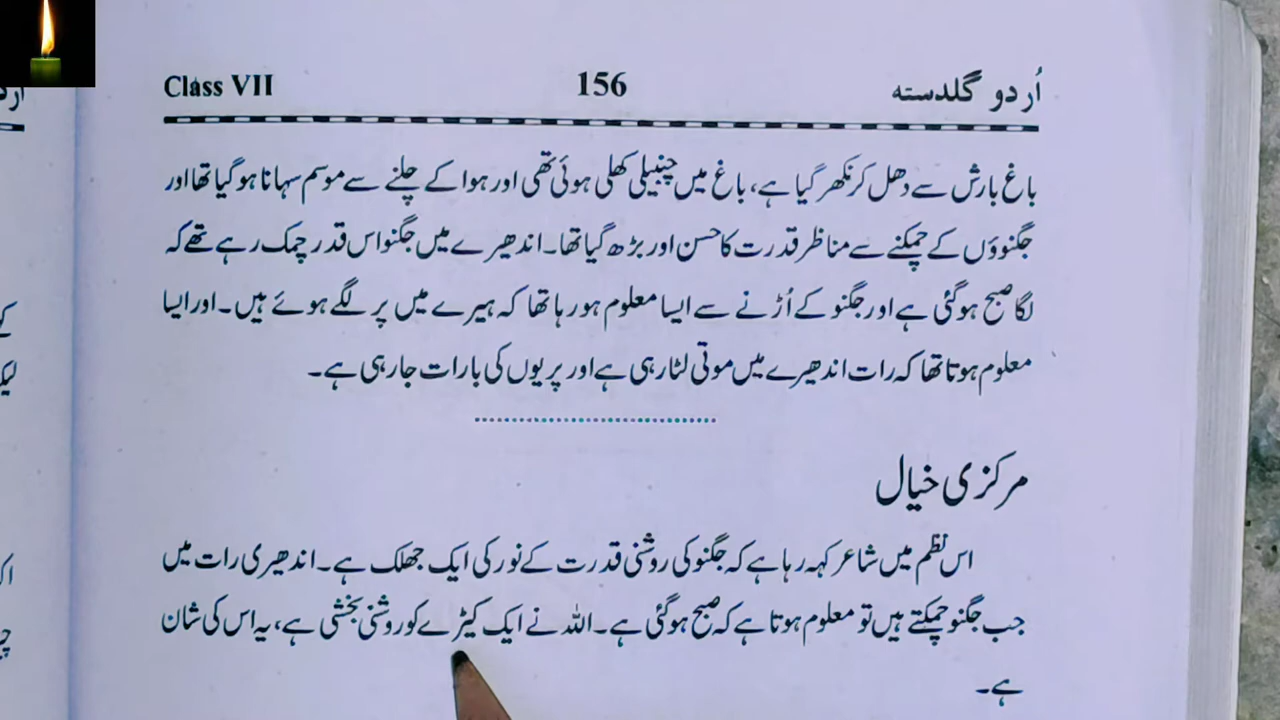 اُردو گلدستہ 156 Class VII
باغ بارش سے دھل کر نکھر گیا ہے، باغ میں چنبیلی کھلی ہوئی تھی اور ہوا کے چلنے سے موسم سہانا ہو گیا تھا اور
جگنوؤں کے چمکنے سے مناظر قدرت کا حسن اور بڑھ گیا تھا۔ اندھیرے میں جگنو اس قدر چمک رہے تھے کہ
لگا صبح ہو گئی ہے اور جگنو کے اُڑنے سے ایسا معلوم ہو رہا تھا کہ ہیرے میں پر لگے ہوئے ہیں۔ اور ایسا
معلوم ہوتا تھا کہ رات اندھیرے میں موتی لٹا رہی ہے اور پریوں کی بارات جا رہی ہے۔
مرکزی خیال
اس نظم میں شاعر کہہ رہا ہے کہ جگنو کی روشنی قدرت کے نور کی ایک جھلک ہے۔ اندھیری رات میں
جب جگنو چمکتے ہیں تو معلوم ہوتا ہے کہ صبح ہو گئی ہے۔ اللہ نے ایک کیڑے کو روشنی بخشی ہے، یہ اس کی شان
ہے۔